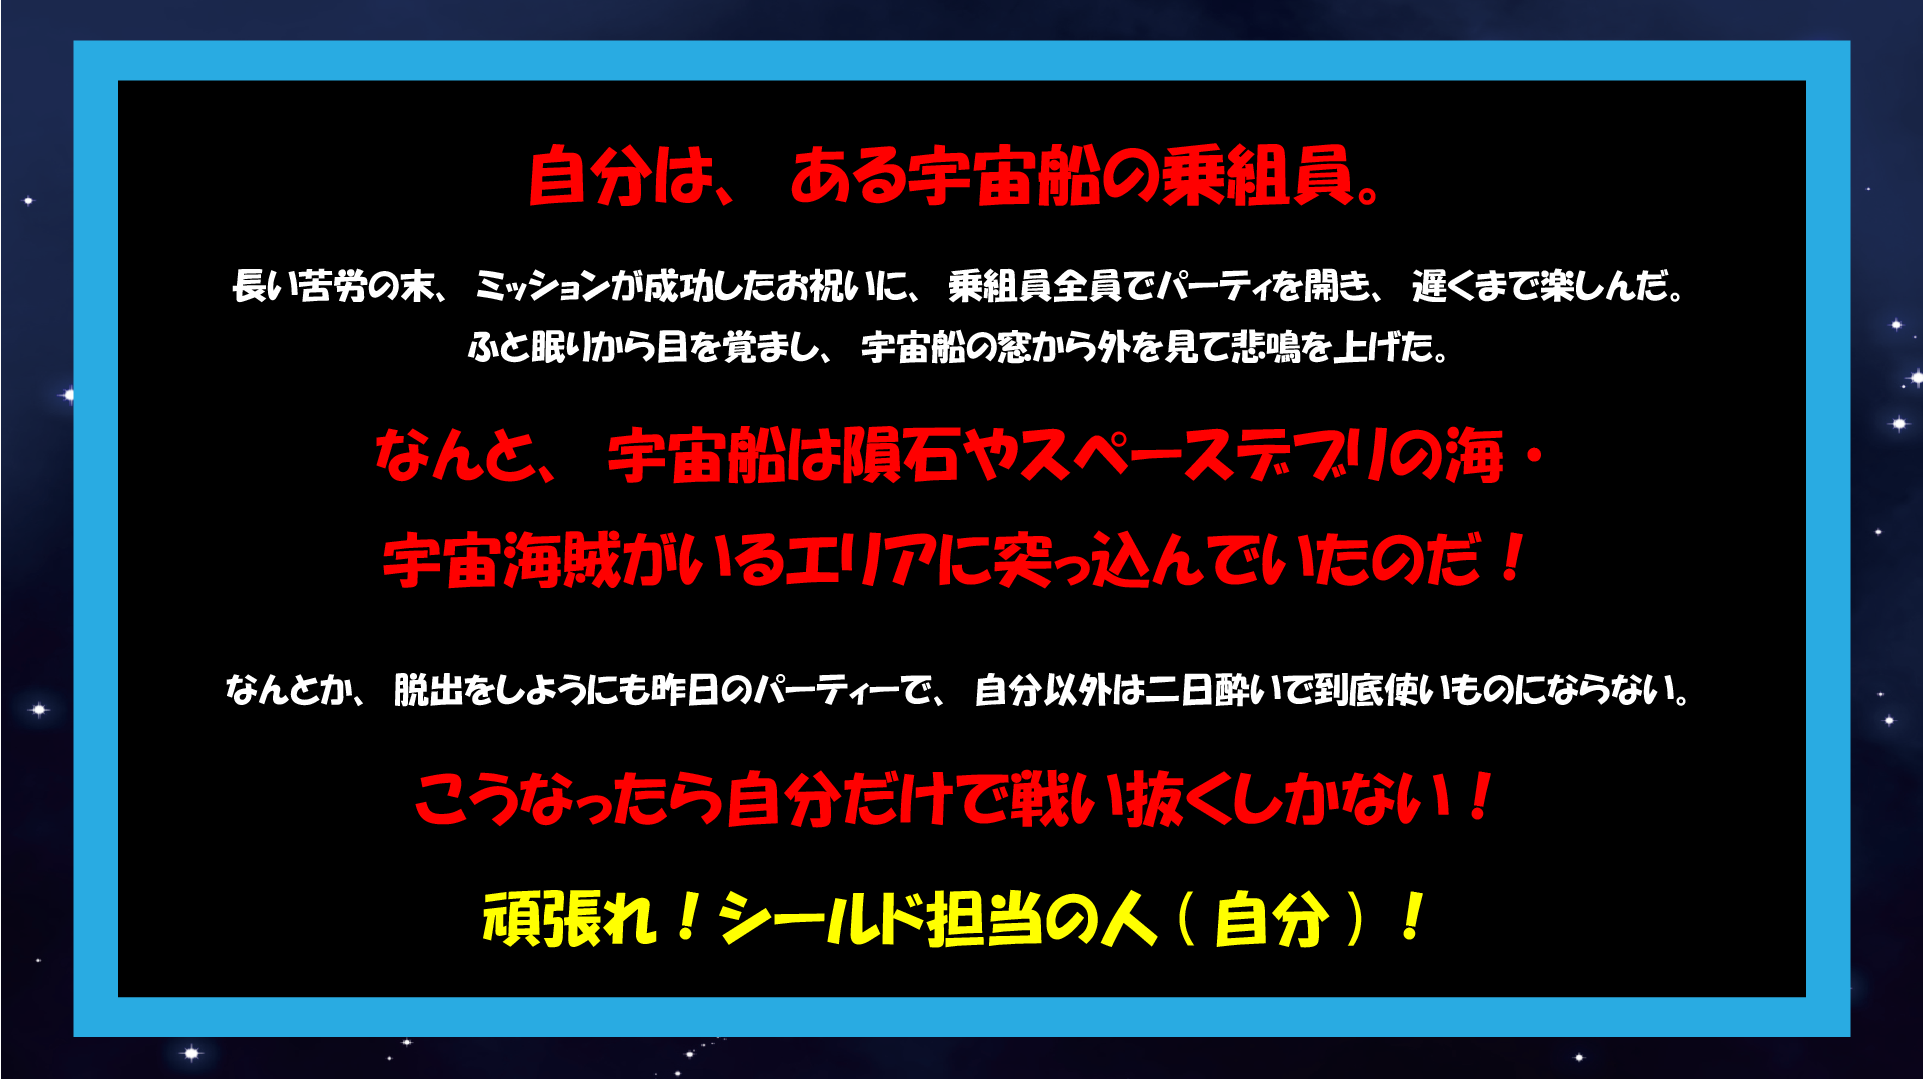 自分は、ある宇宙船の乗組員。
長い苦労の末、ミッションが成功したお祝いに、乗組員全員でパーティを開き、遅くまで楽しんだ。
ふと眠りから目を覚まし、宇宙船の窓から外を見て悲鳴を上げた。
なんと、宇宙船は隕石やスペースデブリの海・
宇宙海賊がいるエリアに突っ込んでいたのだ！
なんとか、脱出をしようにも昨日のパーティーで、自分以外は二日酔いで到底使いものにならない。
こうなったら自分だけで戦い抜くしかない！
頑張れ！シールド担当の人（自分）！